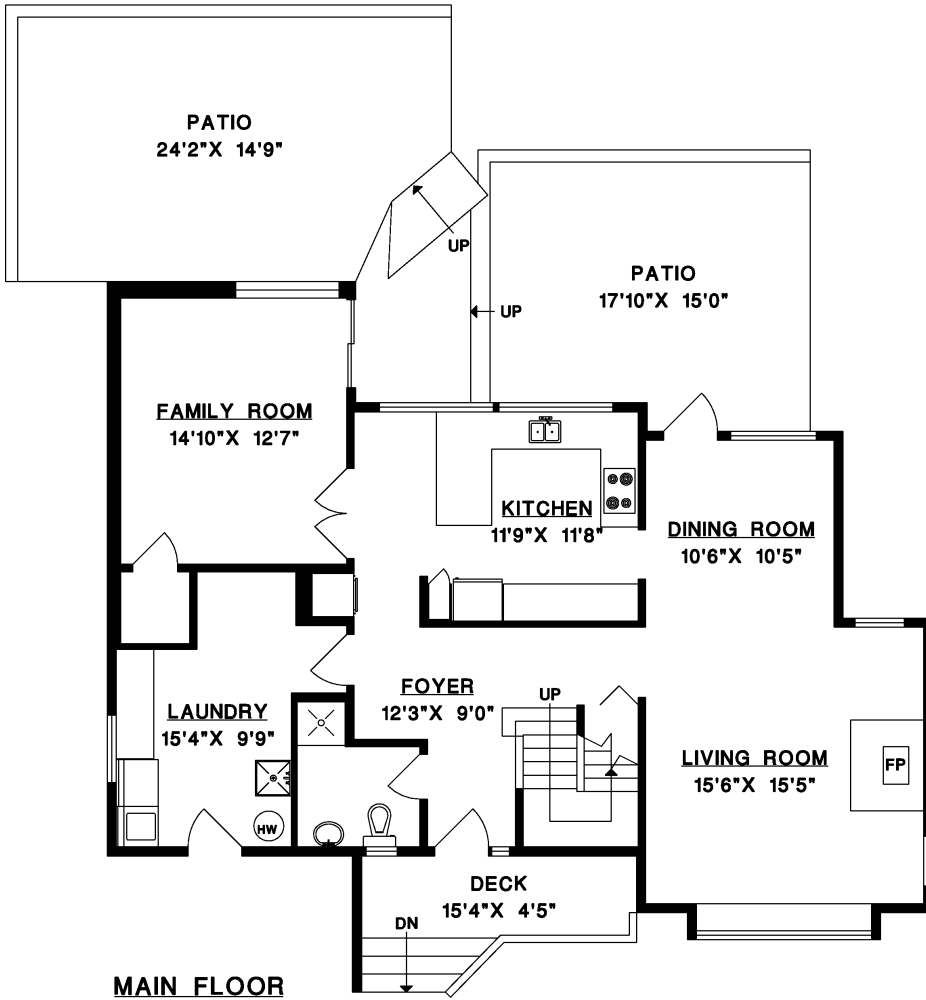 PATIO
24'2"X 14'9"
UP
PATIO
17'10"X 15'0"
UP
FAMILY ROOM
14'10"X 12'7"
KITCHEN
11'9"X 11'8"
DINING ROOM
10'6"X 10'5"
FOYER
12'3"X 9'0"
UP
LAUNDRY
15'4"X 9'9"
LIVING ROOM
15'6"X 15'5"
FP
HW
DECK
15'4"X 4'5"
DN
MAIN FLOOR